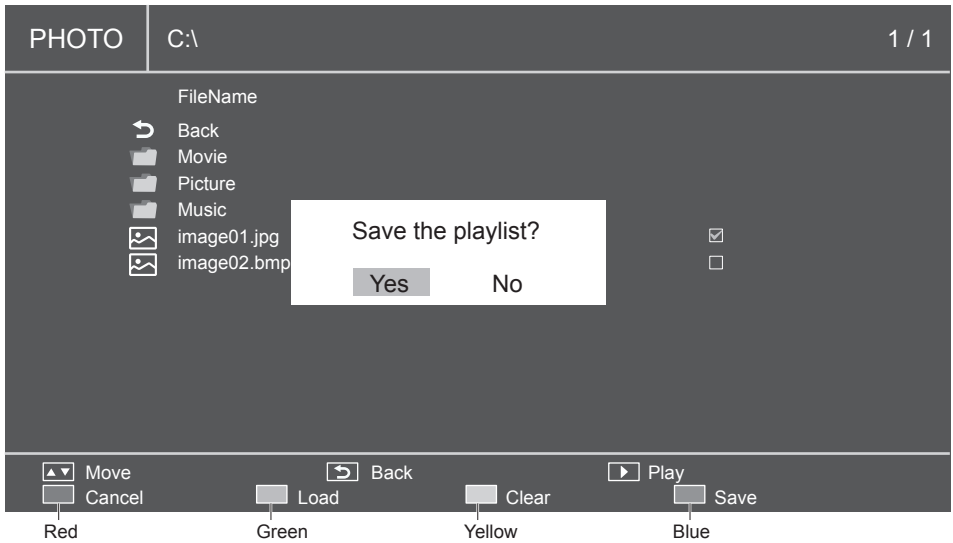 PHOTO C:\ 1 / 1
FileName
Back
Movie
Picture
Music
image01.jpg
image02.bmp
Save the playlist?
Yes No
Move Back Play
Cancel Load Clear Save
Red Green Yellow Blue